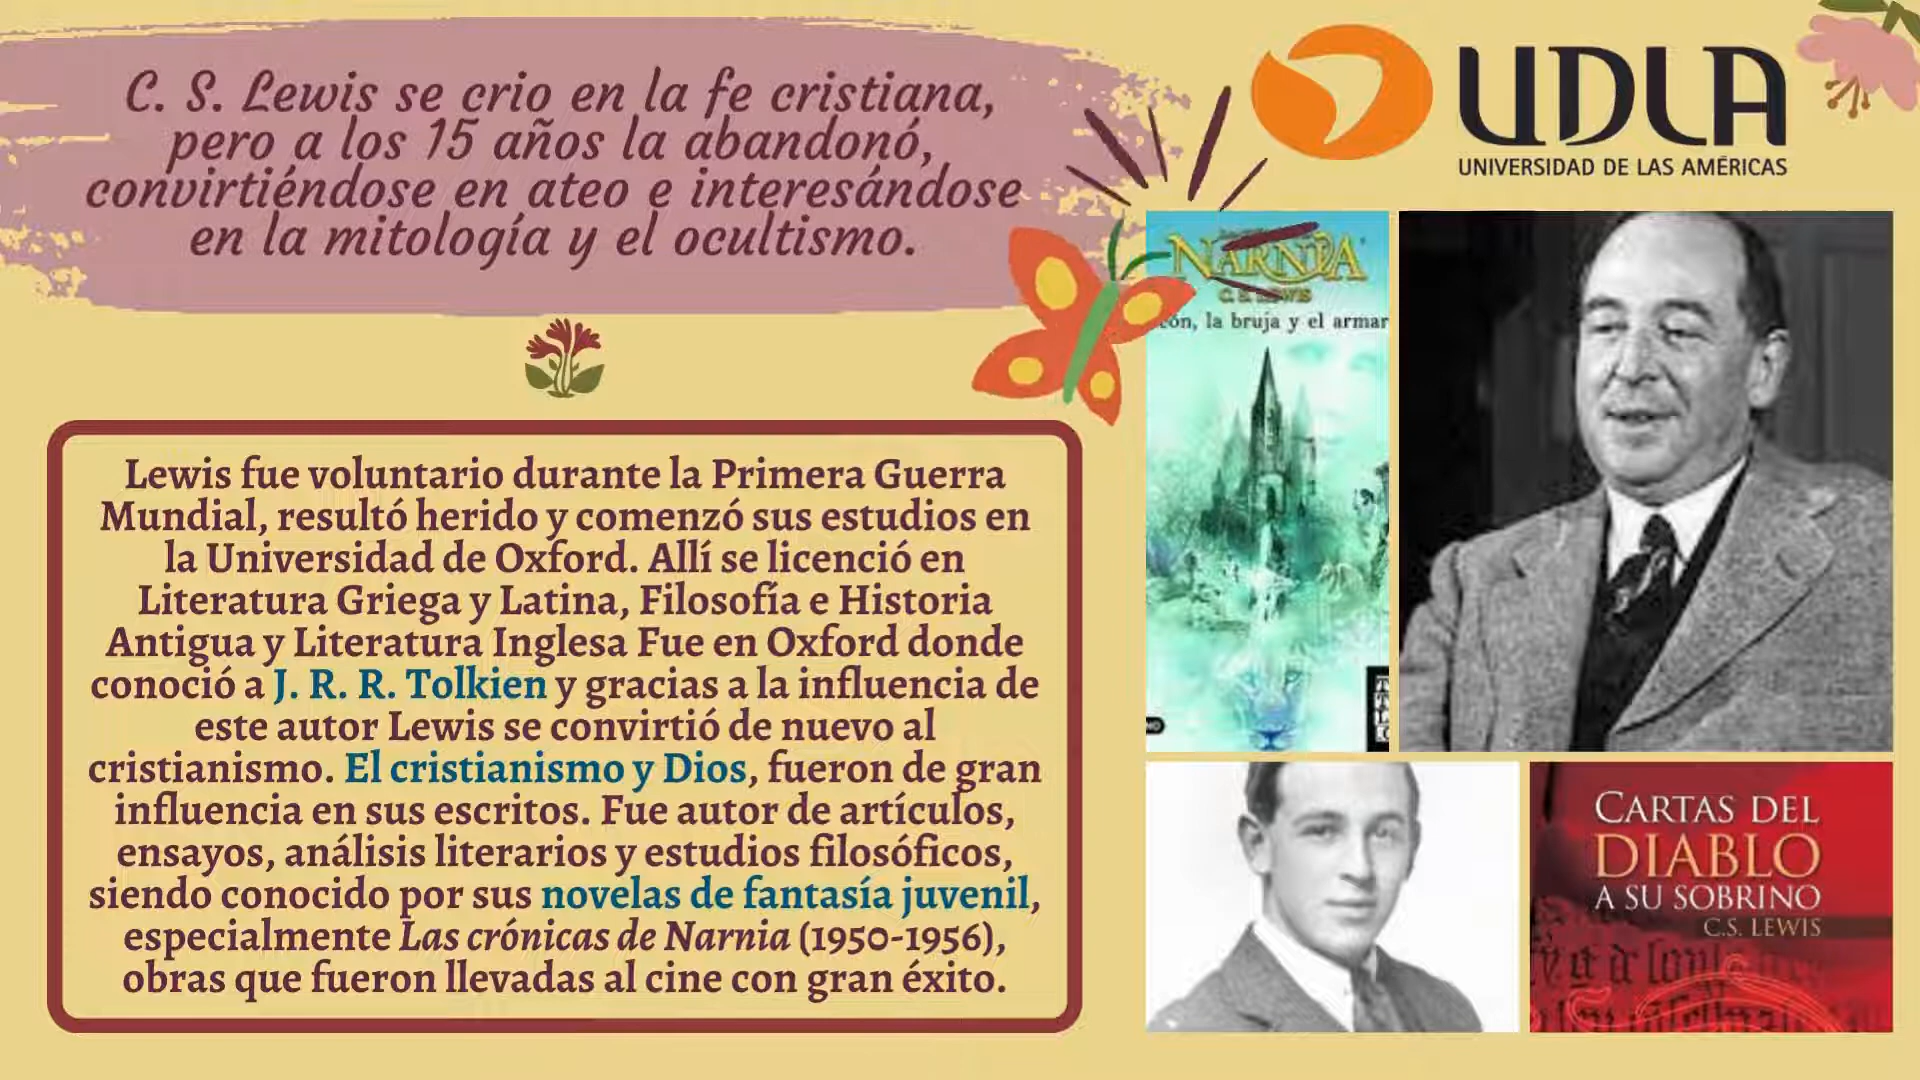 C. S. Lewis se crio en la fe cristiana,
pero a los 15 años la abandonó,
convirtiéndose en ateo e interesándose
en la mitología y el ocultismo.
UDLA
UNIVERSIDAD DE LAS AMÉRICAS
NARNIA
C. S. LEWIS
eón, la bruja y el armar
Lewis fue voluntario durante la Primera Guerra
Mundial, resultó herido y comenzó sus estudios en
la Universidad de Oxford. Allí se licenció en
Literatura Griega y Latina, Filosofía e Historia
Antigua y Literatura Inglesa Fue en Oxford donde
conoció a J. R. R. Tolkien y gracias a la influencia de
este autor Lewis se convirtió de nuevo al
cristianismo. El cristianismo y Dios, fueron de gran
influencia en sus escritos. Fue autor de artículos,
ensayos, análisis literarios y estudios filosóficos,
siendo conocido por sus novelas de fantasía juvenil,
especialmente Las crónicas de Narnia (1950-1956),
obras que fueron llevadas al cine con gran éxito.
CARTAS DEL
DIABLO
A SU SOBRINO
C.S. LEWIS